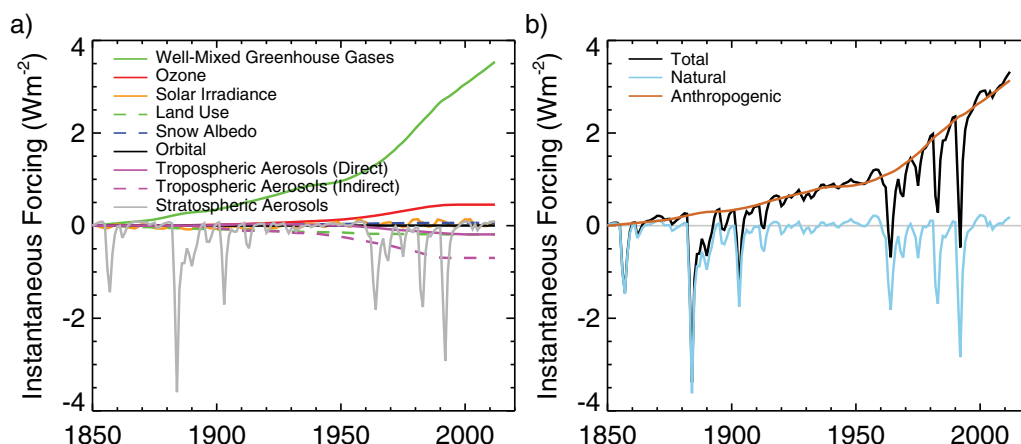 a)
Instantaneous Forcing (Wm-2)
4
2
0
-2
-4
1850
1900
1950
2000
Well-Mixed Greenhouse Gases
Ozone
Solar Irradiance
Land Use
Snow Albedo
Orbital
Tropospheric Aerosols (Direct)
Tropospheric Aerosols (Indirect)
Stratospheric Aerosols
b)
Instantaneous Forcing (Wm-2)
4
2
0
-2
-4
1850
1900
1950
2000
Total
Natural
Anthropogenic